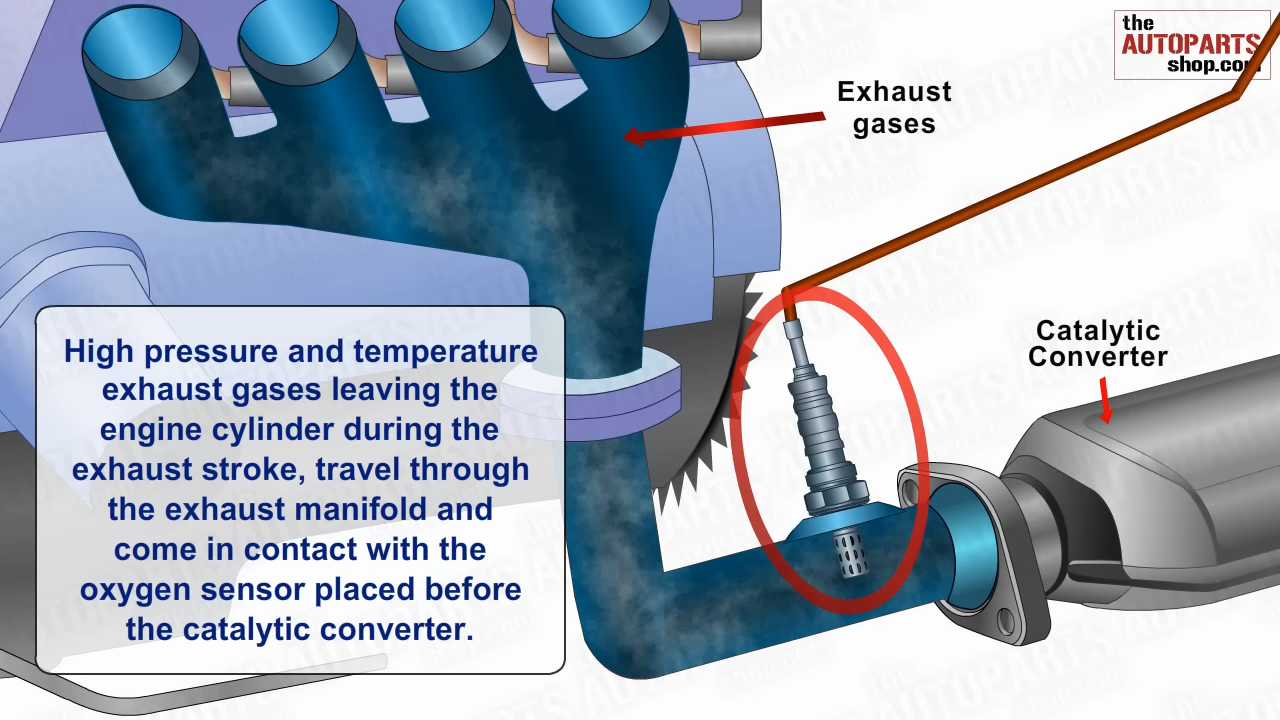 the
AUTOPARTS
shop.com
Exhaust
gases
Catalytic
Converter
High pressure and temperature
exhaust gases leaving the
engine cylinder during the
exhaust stroke, travel through
the exhaust manifold and
come in contact with the
oxygen sensor placed before
the catalytic converter.